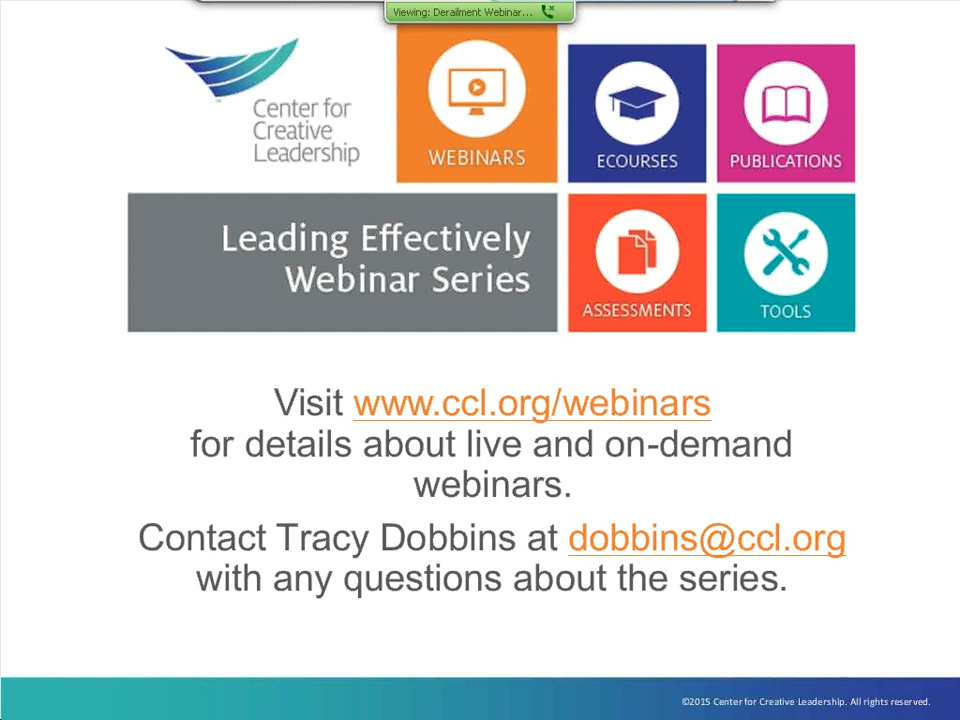 Viewing: Derailment Webinar...
Center for
Creative
Leadership
WEBINARS
ECOURSES
PUBLICATIONS
Leading Effectively
Webinar Series
ASSESSMENTS
TOOLS
Visit www.ccl.org/webinars
for details about live and on-demand
webinars.
Contact Tracy Dobbins at dobbins@ccl.org
with any questions about the series.
©2015 Center for Creative Leadership. All rights reserved.